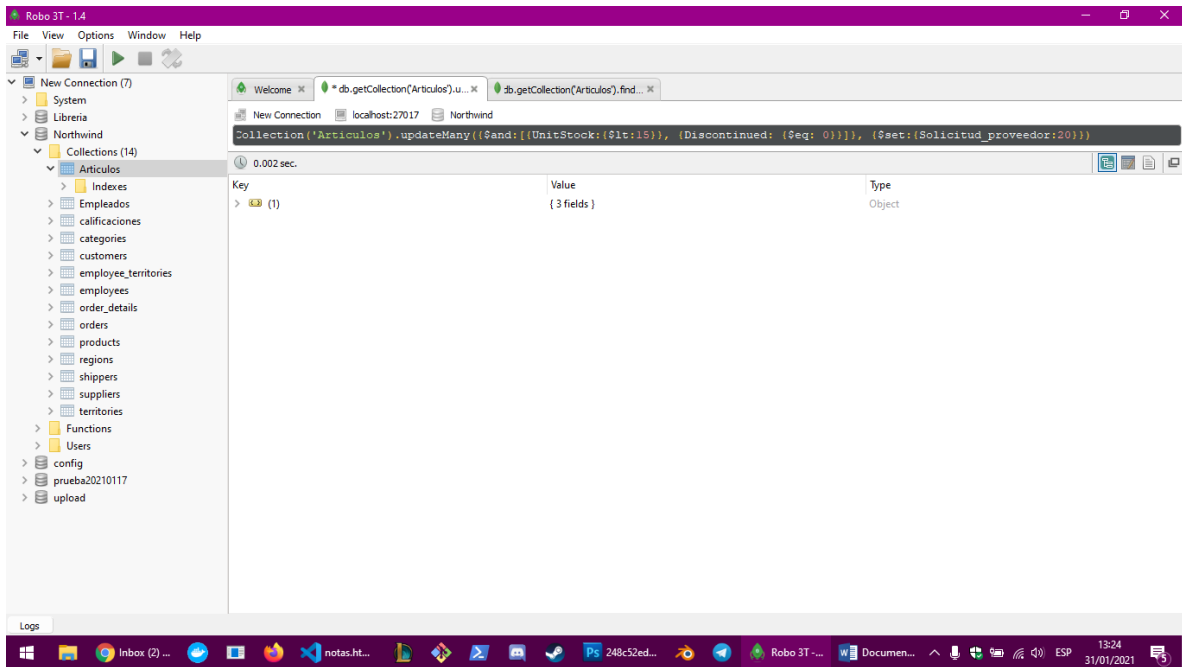 Robo 3T - 1.4
File View Options Window Help
New Connection (7)
System
Libreria
Northwind
Collections (14)
Articulos
Indexes
Empleados
calificaciones
categories
customers
employee_territories
employees
order_details
orders
products
regions
shippers
suppliers
territories
Functions
Users
config
prueba20210117
upload
Welcome
* db.getCollection('Articulos').u...
db.getCollection('Articulos').find...
New Connection localhost:27017 Northwind
Collection('Articulos').updateMany({$and:[{UnitStock:{$lt:15}}, {Discontinued: {$eq: 0}}]}, {$set:{Solicitud_proveedor:20}})
0.002 sec.
Key Value Type
(1) { 3 fields } Object
Logs
Inbox (2) ... notas.ht... Ps 248c52ed... Robo 3T -... Documen... ESP
13:24
31/01/2021
5